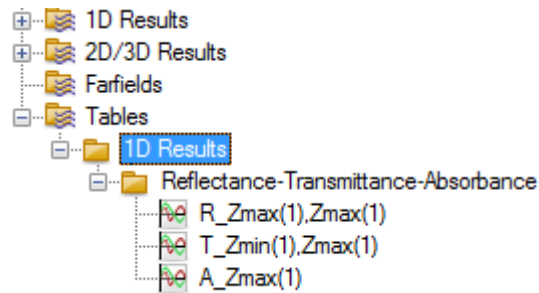 1D Results
2D/3D Results
Farfields
Tables
1D Results
Reflectance-Transmittance-Absorbance
R_Zmax(1),Zmax(1)
T_Zmin(1),Zmax(1)
A_Zmax(1)